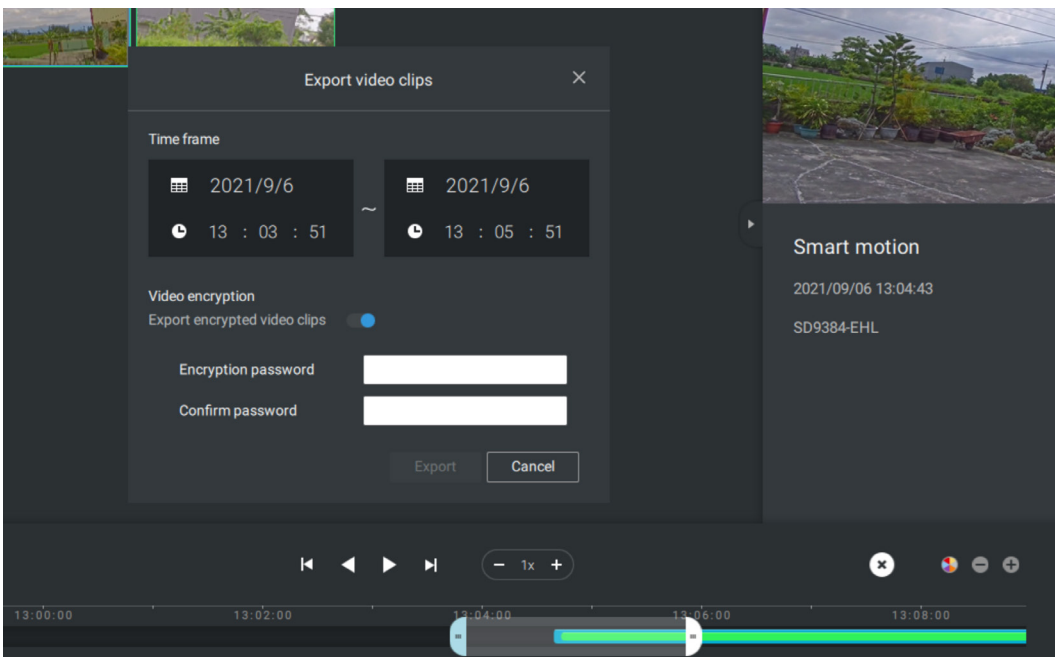 Export video clips
Time frame
2021/9/6
13 : 03 : 51
~
2021/9/6
13 : 05 : 51
Video encryption
Export encrypted video clips
Encryption password
Confirm password
Export
Cancel
Smart motion
2021/09/06 13:04:43
SD9384-EHL
1x
13:00:00
13:02:00
13:04:00
13:06:00
13:08:00